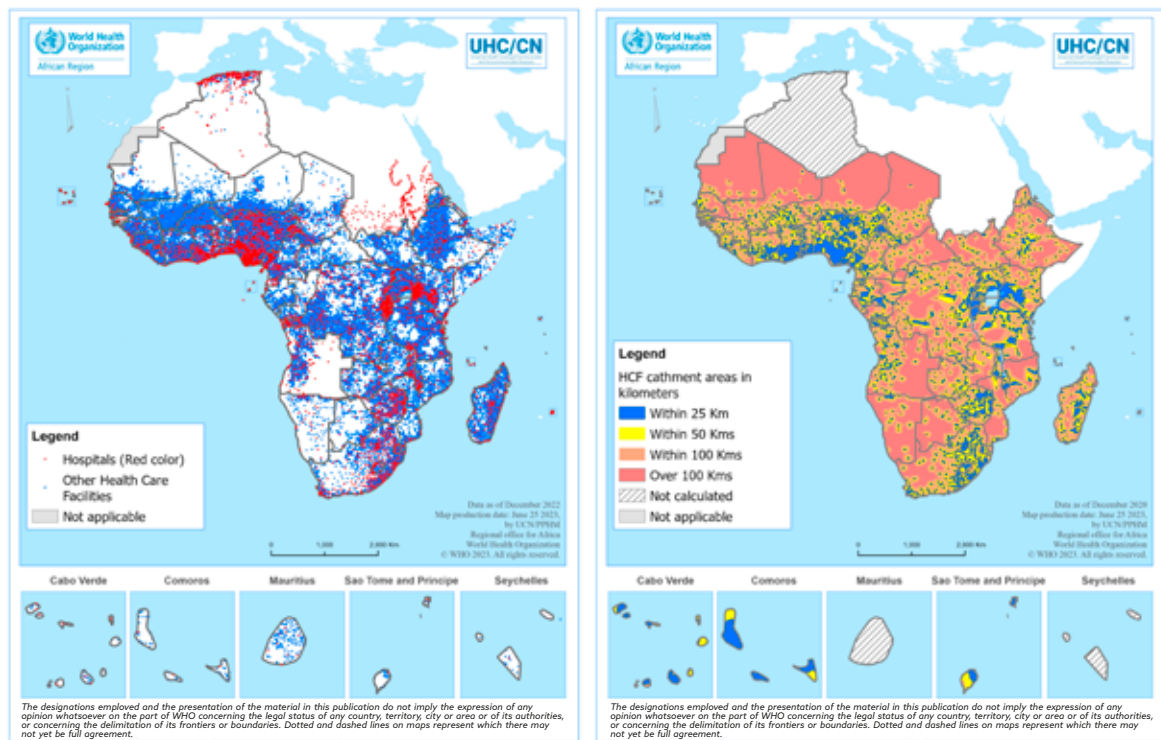 World Health
Organization
African Region
UHC/CN
Legend
Hospitals (Red color)
Other Health Care
Facilities
Not applicable
Data as of December 2022
Map production date: June 25 2023,
by UCN/PPHM
Regional office for Africa
World Health Organization
© WHO 2023. All rights reserved.
0 1,000 2,000 Km
Cabo Verde Comoros Mauritius Sao Tome and Principe Seychelles
The designations employed and the presentation of the material in this publication do not imply the expression of any
opinion whatsoever on the part of WHO concerning the legal status of any country, territory, city or area or of its authorities,
or concerning the delimitation of its frontiers or boundaries. Dotted and dashed lines on maps represent which there may
not yet be full agreement.
World Health
Organization
African Region
UHC/CN
Legend
HCF cathment areas in
kilometers
Within 25 Km
Within 50 Kms
Within 100 Kms
Over 100 Kms
Not calculated
Not applicable
Data as of December 2020
Map production date: June 25 2023,
by UCN/PPHM
Regional office for Africa
World Health Organization
© WHO 2023. All rights reserved.
0 1,000 2,000 Km
Cabo Verde Comoros Mauritius Sao Tome and Principe Seychelles
The designations employed and the presentation of the material in this publication do not imply the expression of any
opinion whatsoever on the part of WHO concerning the legal status of any country, territory, city or area or of its authorities,
or concerning the delimitation of its frontiers or boundaries. Dotted and dashed lines on maps represent which there may
not yet be full agreement.